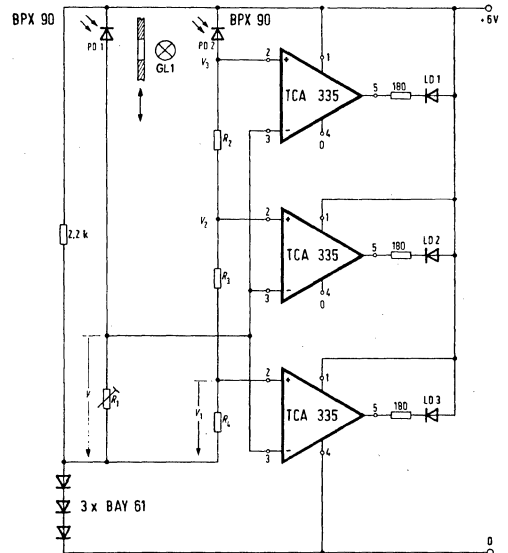 BPX 90
BPX 90
+6V
PD 1
GL1
PD 2
V₃
2
+
1
TCA 335
5
180
LD 1
-
3
4
0
R₂
V₂
2
+
1
TCA 335
5
180
LD 2
-
3
4
0
2,2 k
R₃
V
R₁
V₁
R₄
2
+
1
TCA 335
5
180
LD 3
-
3
4
3 x BAY 61
0